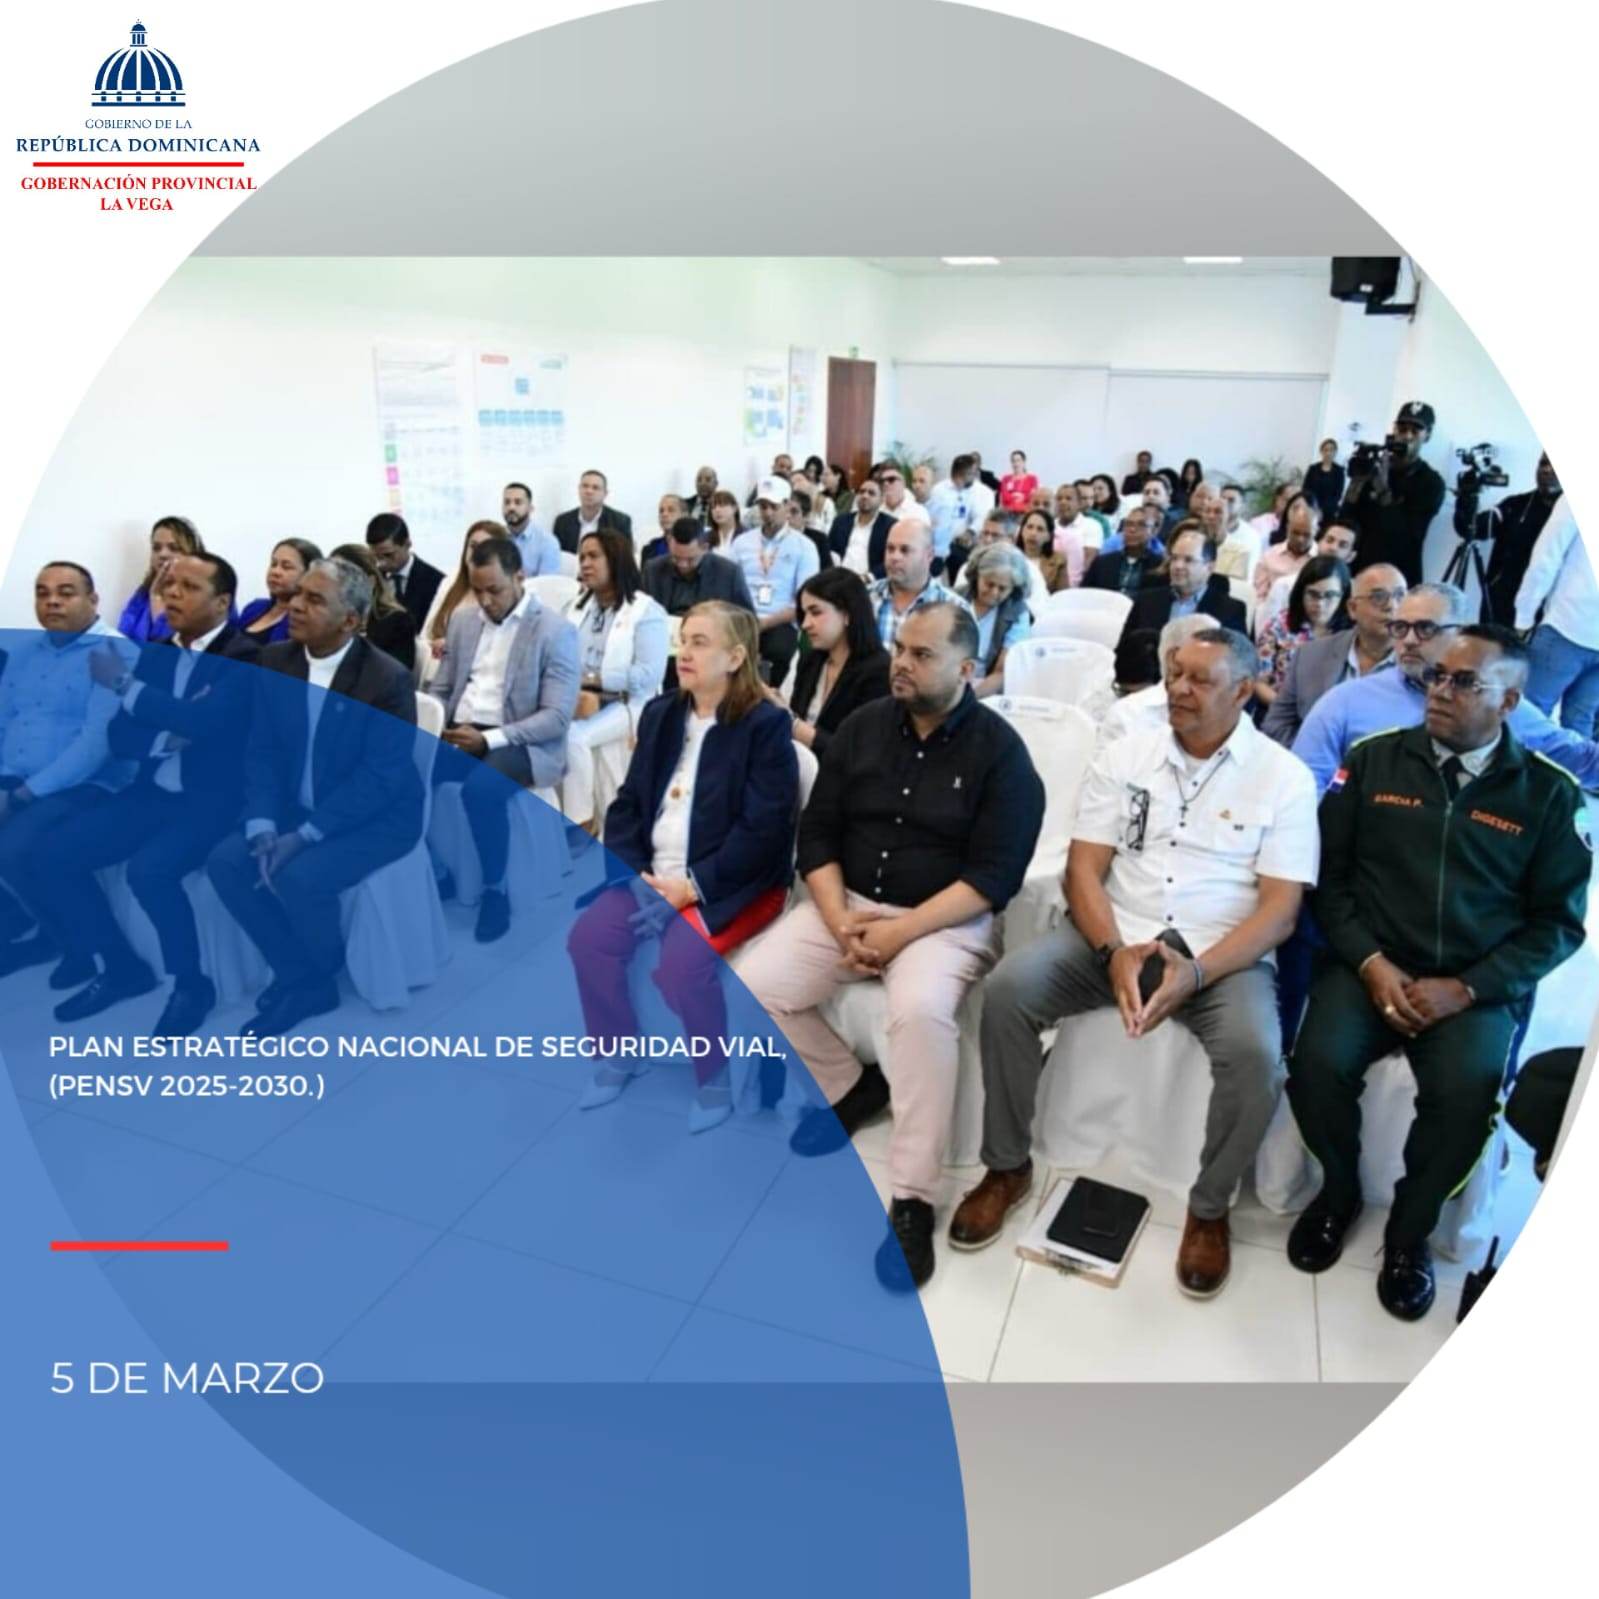 GOBIERNO DE LA
REPÚBLICA DOMINICANA
GOBERNACIÓN PROVINCIAL
LA VEGA
GARCIA P.
DIGESETT
PLAN ESTRATÉGICO NACIONAL DE SEGURIDAD VIAL,
(PENSV 2025-2030.)
5 DE MARZO